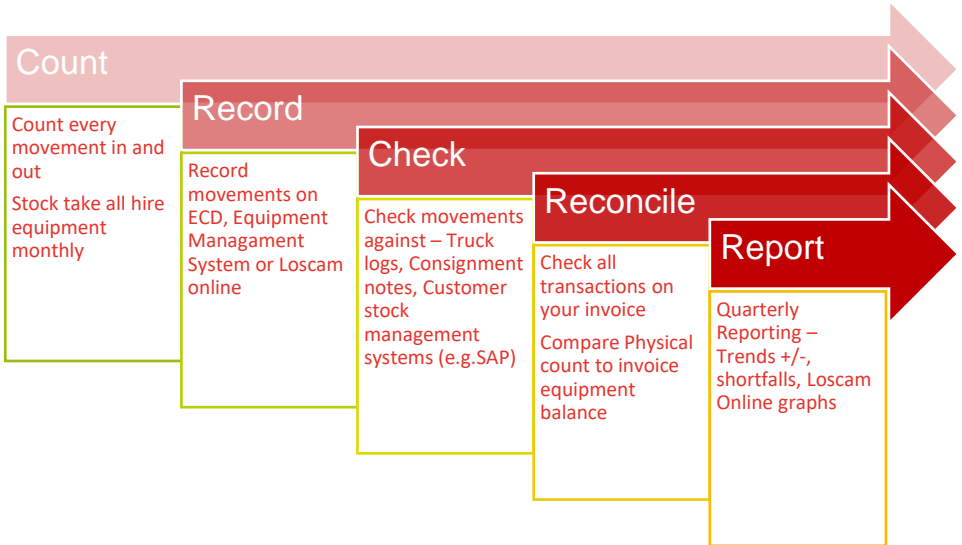 Count
Count every
movement in and
out
Stock take all hire
equipment
monthly
Record
Record
movements on
ECD, Equipment
Managament
System or Loscam
online
Check
Check movements
against – Truck
logs, Consignment
notes, Customer
stock
management
systems (e.g.SAP)
Reconcile
Check all
transactions on
your invoice
Compare Physical
count to invoice
equipment
balance
Report
Quarterly
Reporting –
Trends +/-,
shortfalls, Loscam
Online graphs